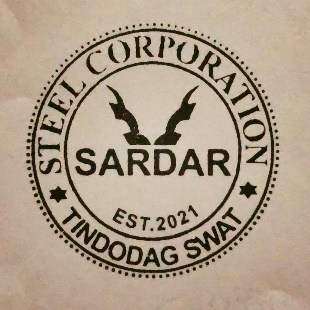 STEEL CORPORATION
SARDAR
EST.2021
TINDODAG SWAT